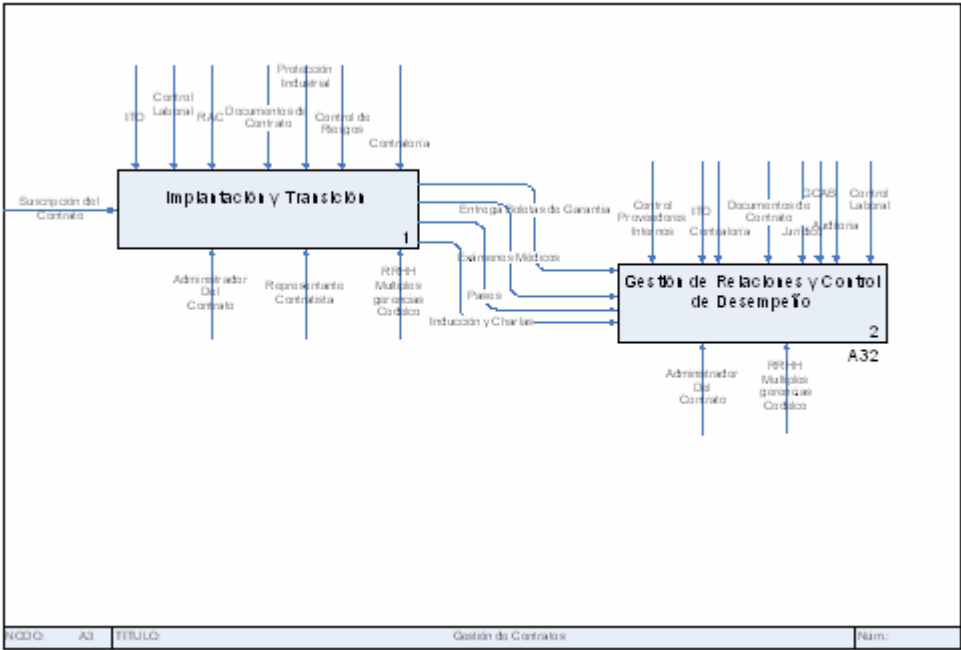 Protección
Industrial
Control
Laboral
ITO
RAC
Documentos de
Contrato
Control de
Riesgos
Contraloría
Suscripción del
Contrato
Implantación y Transición
1
Administrador
Del
Contrato
Representante
Contratista
RRHH
Multiples
gerencias
Codelco
Entrega Boletas de Garantia
Exámenes Médicos
Pases
Inducción y Charlas
Control
Proveedores
Internos
ITO
Contraloría
Documentos de
Contrato
Jurídico
GCAB
Auditoria
Control
Laboral
Gestión de Relaciones y Control
de Desempeño
2
A32
Administrador
Del
Contrato
RRHH
Multiples
gerencias
Codelco
NODO: A3
TITULO:
Gestión de Contratos
Núm.: